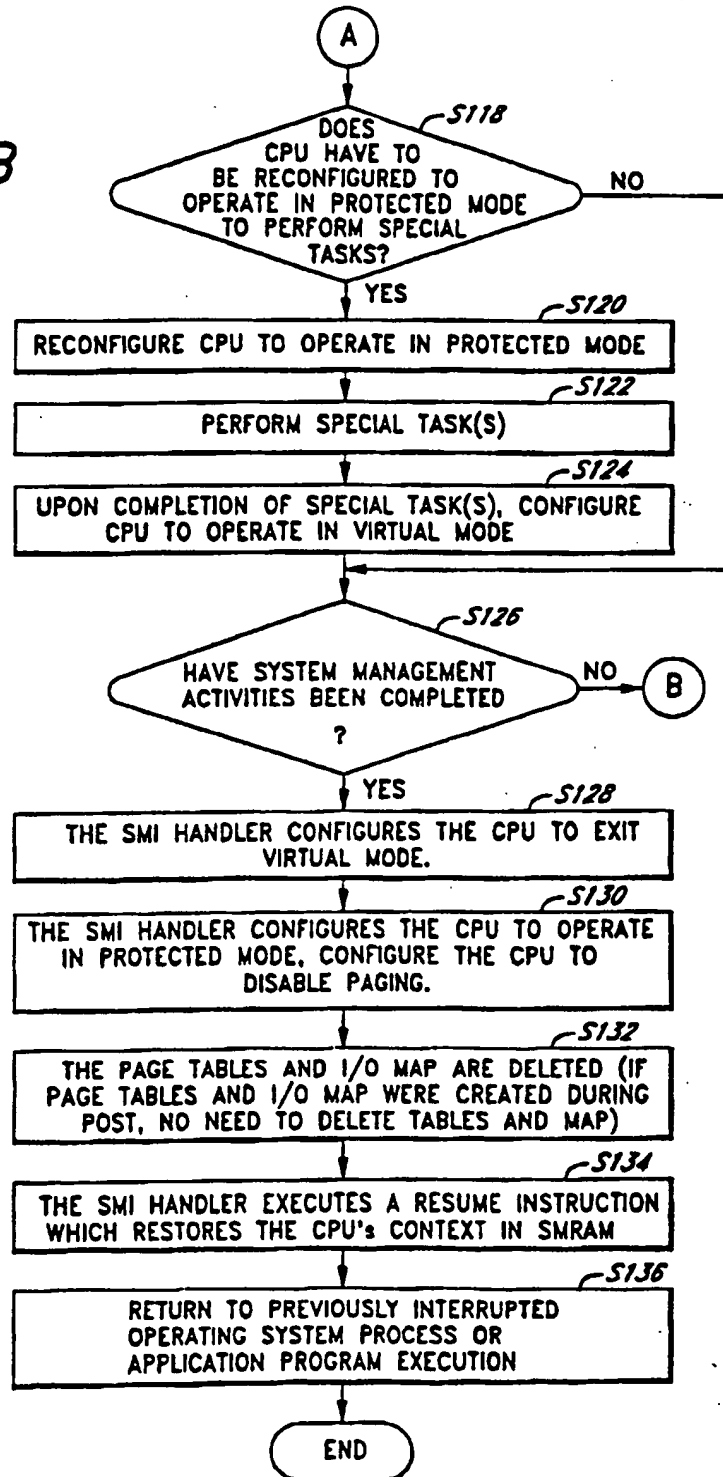 A
S118
B
DOES
CPU HAVE TO
BE RECONFIGURED TO
OPERATE IN PROTECTED MODE
TO PERFORM SPECIAL
TASKS?
NO
YES
S120
RECONFIGURE CPU TO OPERATE IN PROTECTED MODE
S122
PERFORM SPECIAL TASK(S)
S124
UPON COMPLETION OF SPECIAL TASK(S), CONFIGURE
CPU TO OPERATE IN VIRTUAL MODE
S126
HAVE SYSTEM MANAGEMENT
ACTIVITIES BEEN COMPLETED
?
NO
B
YES
S128
THE SMI HANDLER CONFIGURES THE CPU TO EXIT
VIRTUAL MODE.
S130
THE SMI HANDLER CONFIGURES THE CPU TO OPERATE
IN PROTECTED MODE, CONFIGURE THE CPU TO
DISABLE PAGING.
S132
THE PAGE TABLES AND I/O MAP ARE DELETED (IF
PAGE TABLES AND I/O MAP WERE CREATED DURING
POST, NO NEED TO DELETE TABLES AND MAP)
S134
THE SMI HANDLER EXECUTES A RESUME INSTRUCTION
WHICH RESTORES THE CPU's CONTEXT IN SMRAM
S136
RETURN TO PREVIOUSLY INTERRUPTED
OPERATING SYSTEM PROCESS OR
APPLICATION PROGRAM EXECUTION
END